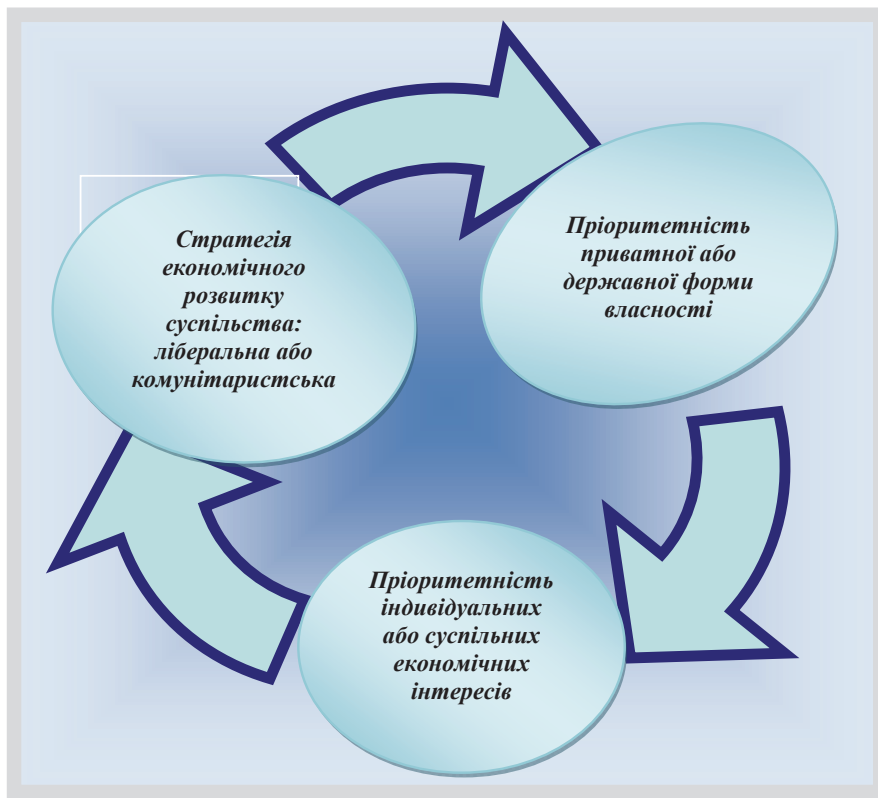 Стратегія
економічного
розвитку
суспільства:
ліберальна або
комунітаристська
Пріоритетність
приватної або
державної форми
власності
Пріоритетність
індивідуальних
або суспільних
економічних
інтересів